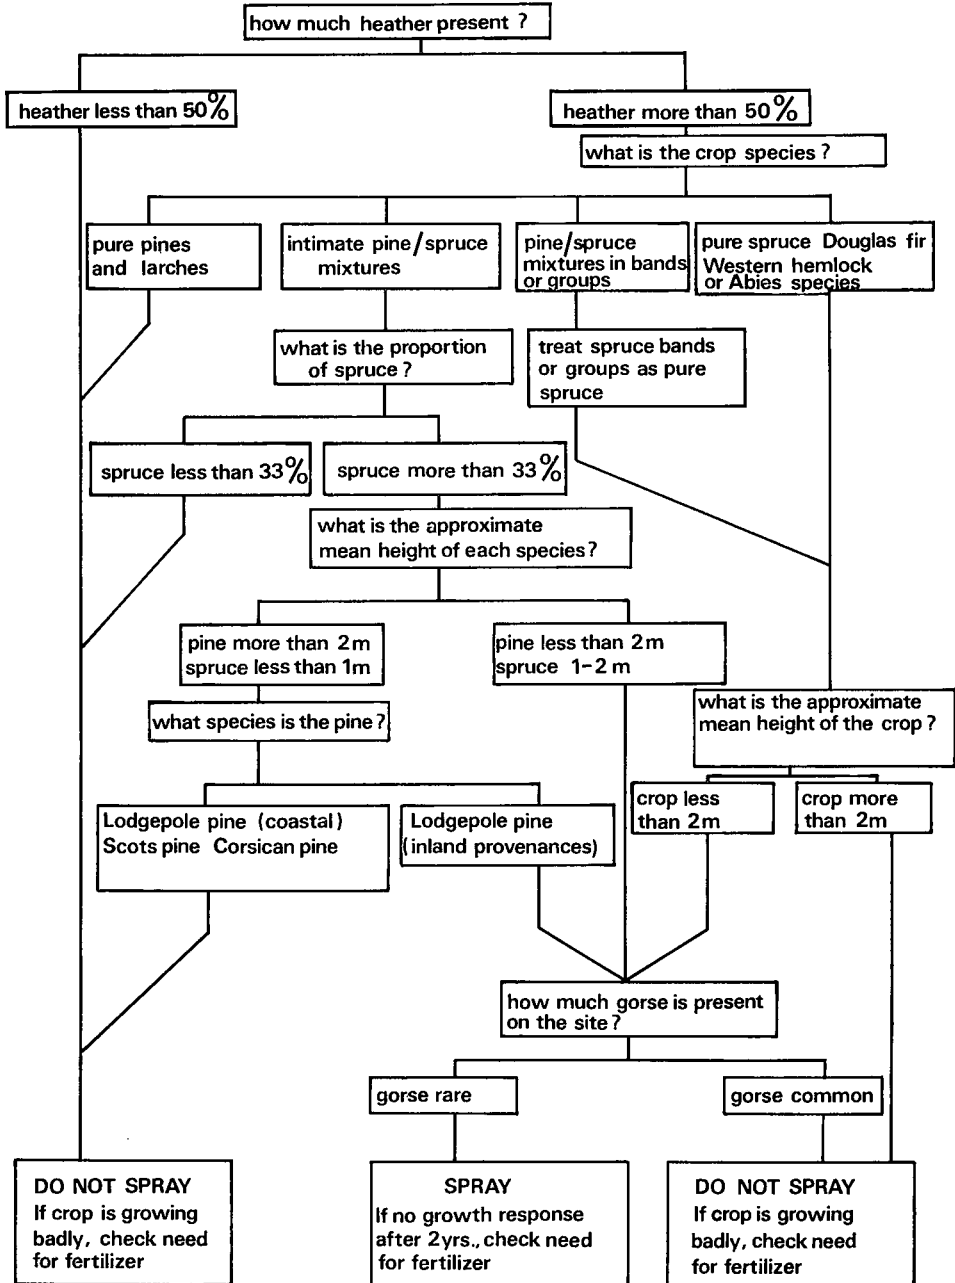 how much heather present ?
heather less than 50%
heather more than 50%
what is the crop species ?
pure pines
and larches
intimate pine/spruce
mixtures
pine/spruce
mixtures in bands
or groups
pure spruce Douglas fir
Western hemlock
or Abies species
what is the proportion
of spruce ?
treat spruce bands
or groups as pure
spruce
spruce less than 33%
spruce more than 33%
what is the approximate
mean height of each species?
pine more than 2m
spruce less than 1m
pine less than 2m
spruce 1-2 m
what species is the pine?
what is the approximate
mean height of the crop ?
crop less
than 2m
crop more
than 2m
Lodgepole pine (coastal)
Scots pine Corsican pine
Lodgepole pine
(inland provenances)
how much gorse is present
on the site ?
gorse rare
gorse common
DO NOT SPRAY
If crop is growing
badly, check need
for fertilizer
SPRAY
If no growth response
after 2yrs., check need
for fertilizer
DO NOT SPRAY
If crop is growing
badly, check need
for fertilizer